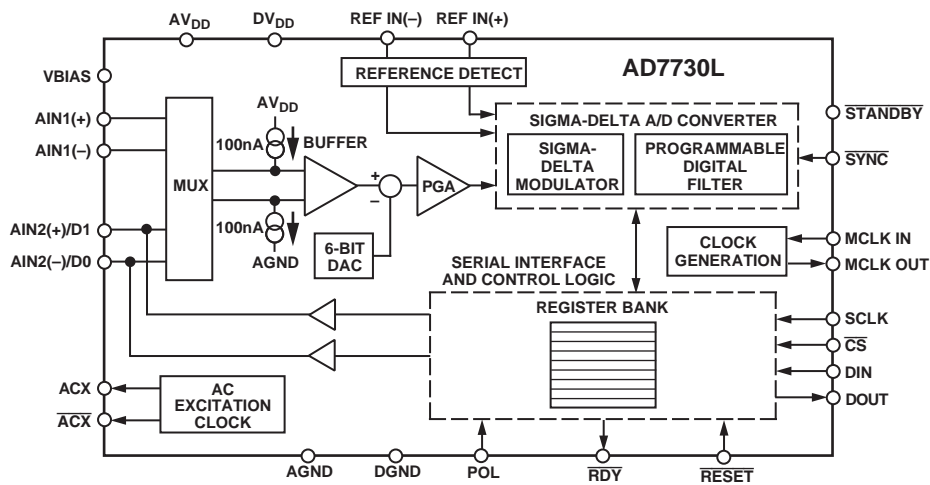 AVDD
DVDD
REF IN(–)
REF IN(+)
REFERENCE DETECT
AD7730L
VBIAS
AIN1(+)
AIN1(–)
AIN2(+)/D1
AIN2(–)/D0
MUX
AVDD
100nA
BUFFER
100nA
AGND
+
–
6-BIT
DAC
PGA
SIGMA-DELTA A/D CONVERTER
SIGMA-
DELTA
MODULATOR
PROGRAMMABLE
DIGITAL
FILTER
STANDBY
SYNC
CLOCK
GENERATION
MCLK IN
MCLK OUT
SERIAL INTERFACE
AND CONTROL LOGIC
REGISTER BANK
SCLK
CS
DIN
DOUT
ACX
ACX
AC
EXCITATION
CLOCK
AGND
DGND
POL
RDY
RESET